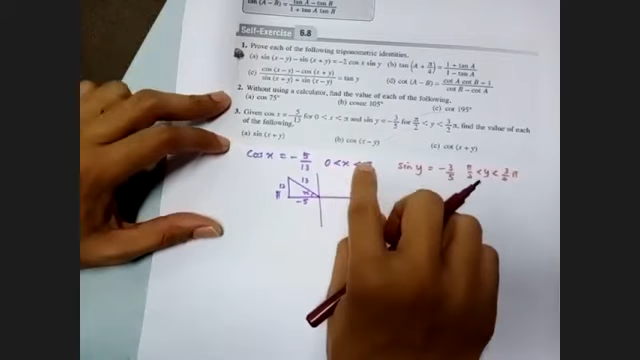 tan (A − B) = (tan A − tan B)/(1 + tan A tan B)
Self-Exercise 6.8
1. Prove each of the following trigonometric identities.
(a) sin (x − y) − sin (x + y) = −2 cos x sin y (b) tan (A + π/4) = (1 + tan A)/(1 − tan A)
(c) (cos (x − y) − cos (x + y))/(sin (x + y) + sin (x − y)) = tan y (d) cot (A − B) = (cot A cot B + 1)/(cot B − cot A)
2. Without using a calculator, find the value of each of the following.
(a) cos 75° (b) cosec 105° (c) cot 195°
3. Given cos x = −5/13 for 0 < x < π and sin y = −3/5 for π/2 < y < 3/2 π, find the value of each
of the following.
(a) sin (x + y) (b) cos (x − y) (c) cot (x + y)
cos x = − 5/13 0 < x < sin y = − 3/5 π/2 < y < 3/2 π
13
12
x
π
−5